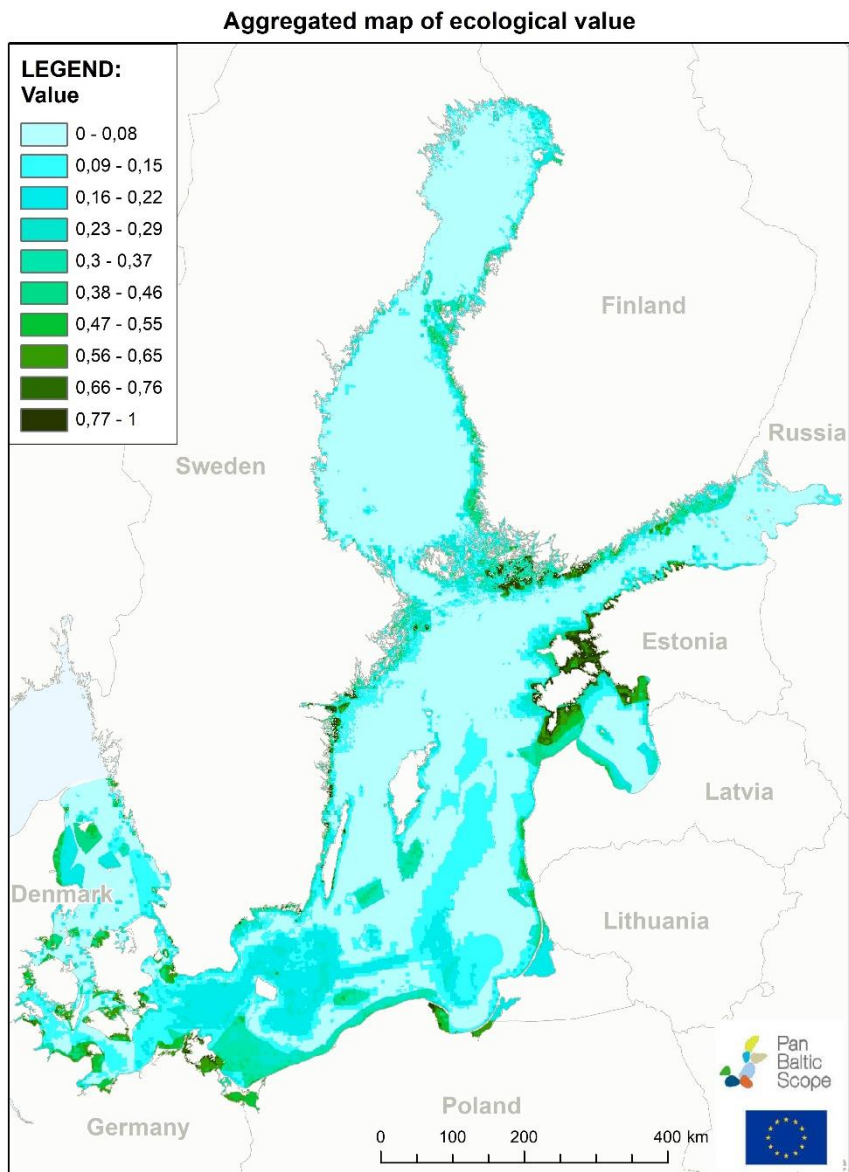 Aggregated map of ecological value
LEGEND:
Value
0 - 0,08
0,09 - 0,15
0,16 - 0,22
0,23 - 0,29
0,3 - 0,37
0,38 - 0,46
0,47 - 0,55
0,56 - 0,65
0,66 - 0,76
0,77 - 1
Finland
Russia
Sweden
Estonia
Latvia
Denmark
Lithuania
Pan
Baltic
Scope
Poland
Germany
0 100 200 400 km